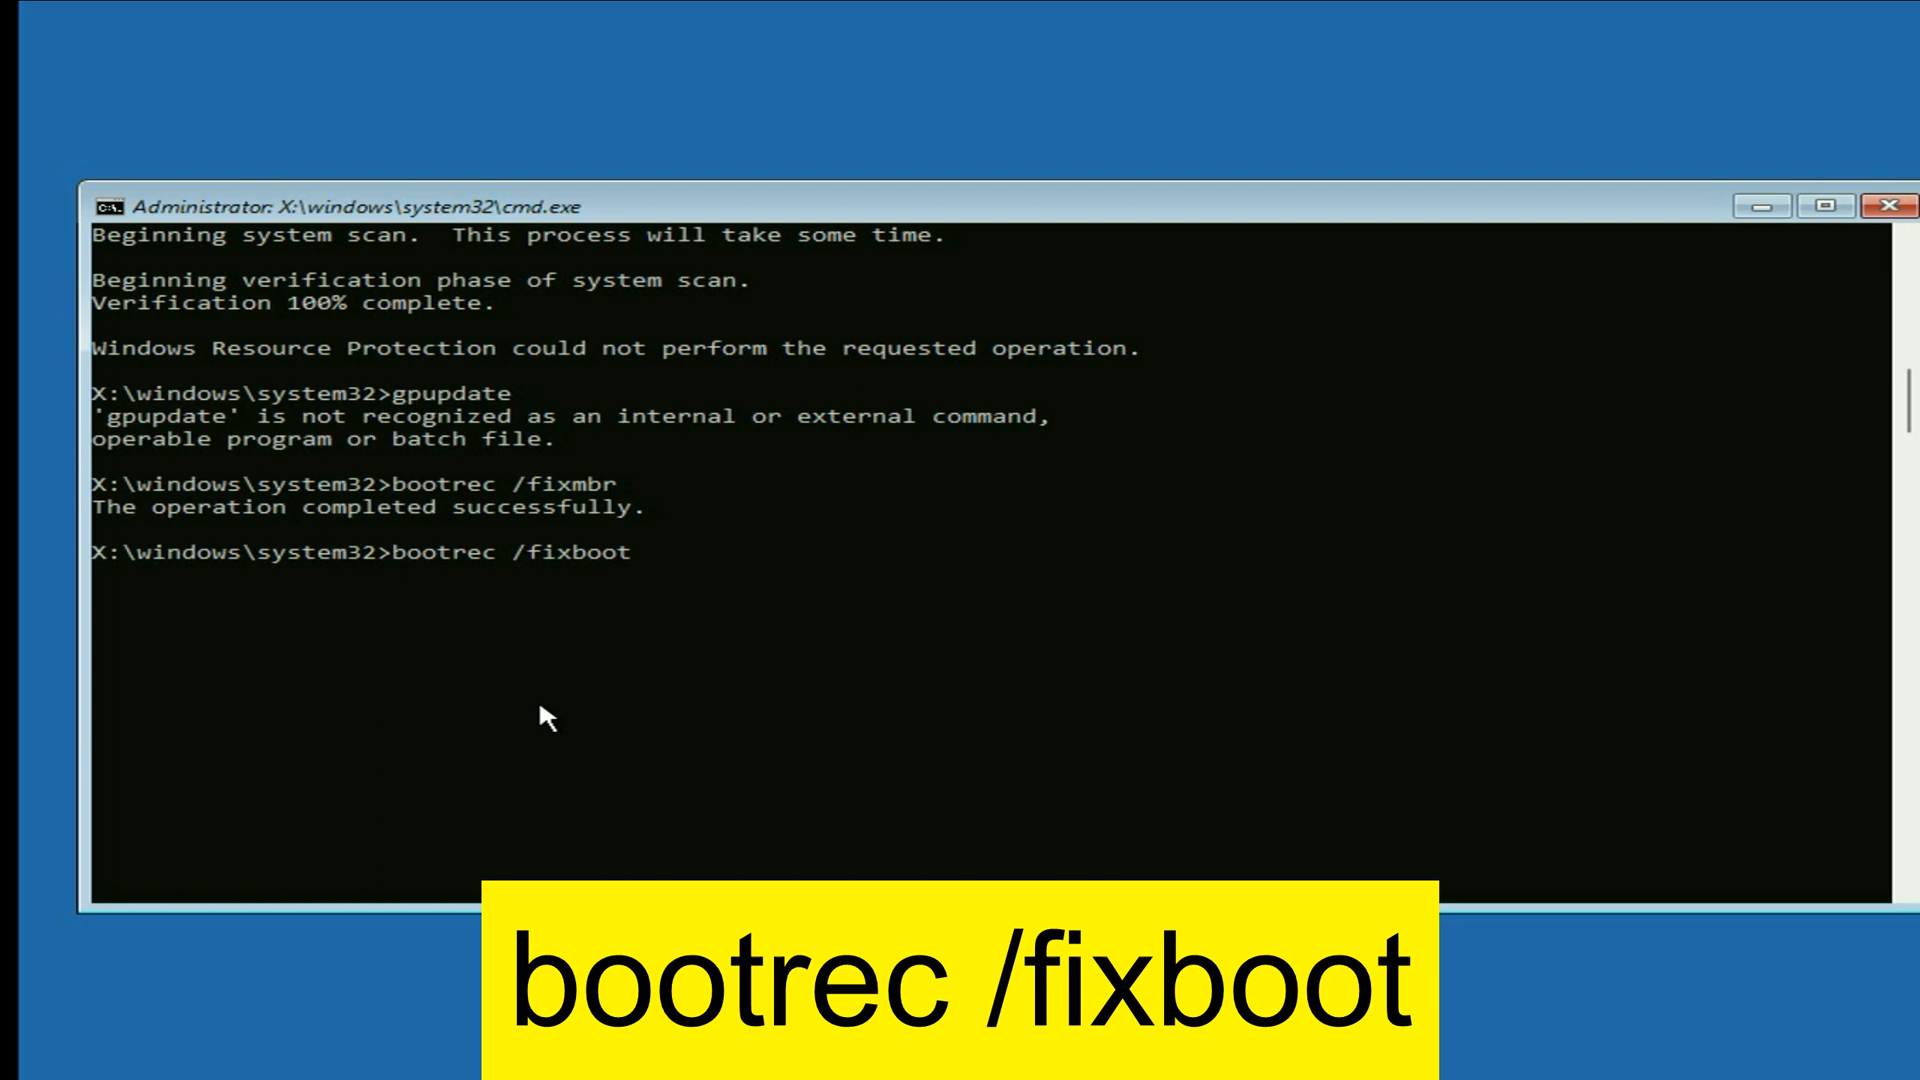 Administrator: X:\windows\system32\cmd.exe
Beginning system scan.  This process will take some time.
Beginning verification phase of system scan.
Verification 100% complete.
Windows Resource Protection could not perform the requested operation.
X:\windows\system32>gpupdate
'gpupdate' is not recognized as an internal or external command,
operable program or batch file.
X:\windows\system32>bootrec /fixmbr
The operation completed successfully.
X:\windows\system32>bootrec /fixboot
bootrec /fixboot